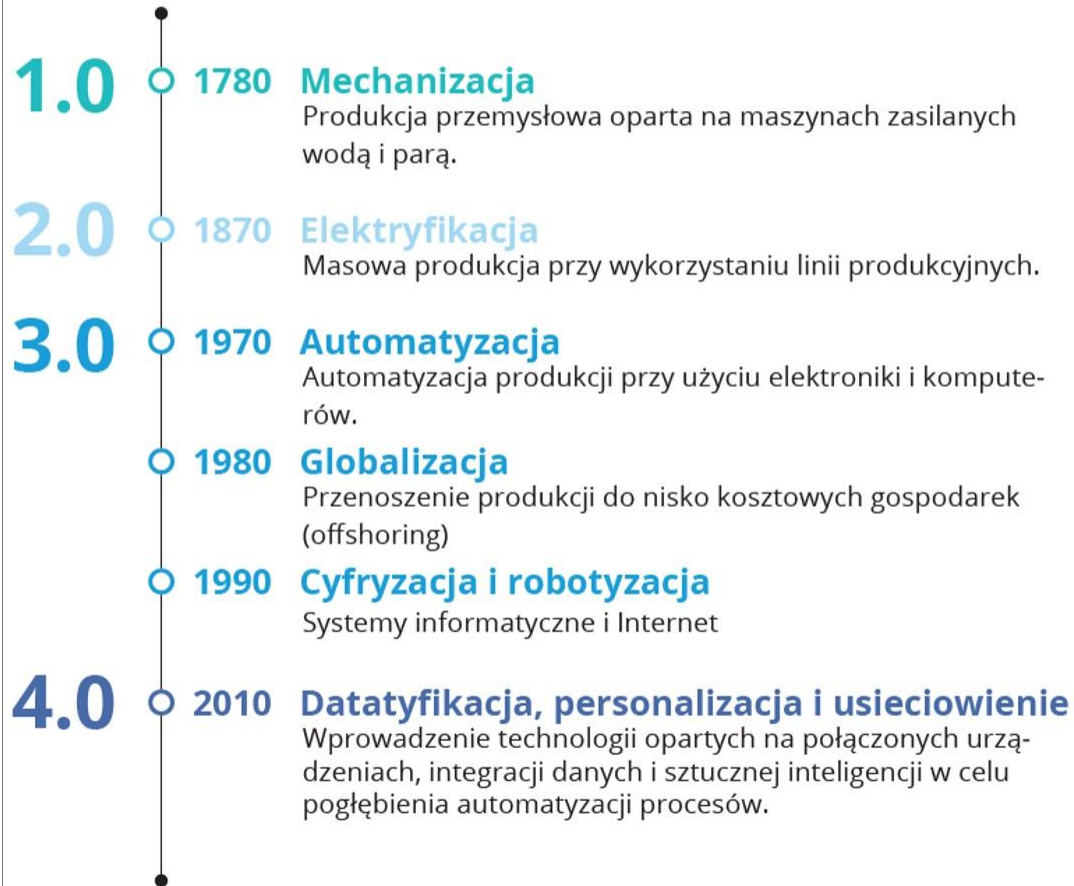 1.0 1780 Mechanizacja
Produkcja przemysłowa oparta na maszynach zasilanych
wodą i parą.
2.0 1870 Elektryfikacja
Masowa produkcja przy wykorzystaniu linii produkcyjnych.
3.0 1970 Automatyzacja
Automatyzacja produkcji przy użyciu elektroniki i kompute-
rów.
1980 Globalizacja
Przenoszenie produkcji do nisko kosztowych gospodarek
(offshoring)
1990 Cyfryzacja i robotyzacja
Systemy informatyczne i Internet
4.0 2010 Datatyfikacja, personalizacja i usieciowienie
Wprowadzenie technologii opartych na połączonych urzą-
dzeniach, integracji danych i sztucznej inteligencji w celu
pogłębienia automatyzacji procesów.